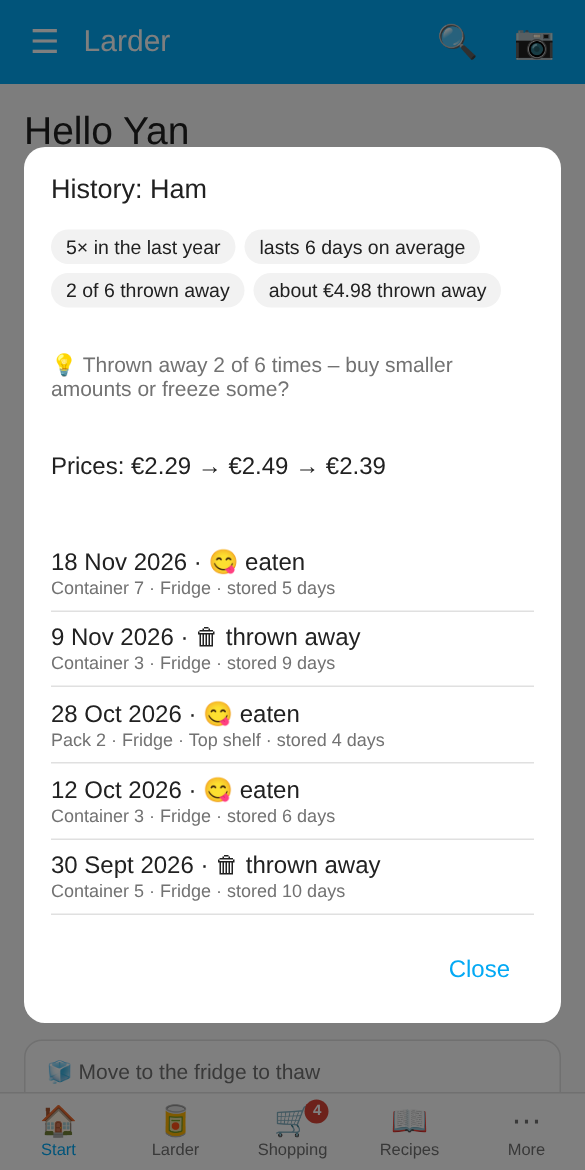 ☰ Larder 🔍 📷
Hello Yan
History: Ham
5× in the last year
lasts 6 days on average
2 of 6 thrown away
about €4.98 thrown away
💡 Thrown away 2 of 6 times – buy smaller
amounts or freeze some?
Prices: €2.29 → €2.49 → €2.39
18 Nov 2026 · 😋 eaten
Container 7 · Fridge · stored 5 days
9 Nov 2026 · 🗑 thrown away
Container 3 · Fridge · stored 9 days
28 Oct 2026 · 😋 eaten
Pack 2 · Fridge · Top shelf · stored 4 days
12 Oct 2026 · 😋 eaten
Container 3 · Fridge · stored 6 days
30 Sept 2026 · 🗑 thrown away
Container 5 · Fridge · stored 10 days
Close
🧊 Move to the fridge to thaw
4
Start
Larder
Shopping
Recipes
More